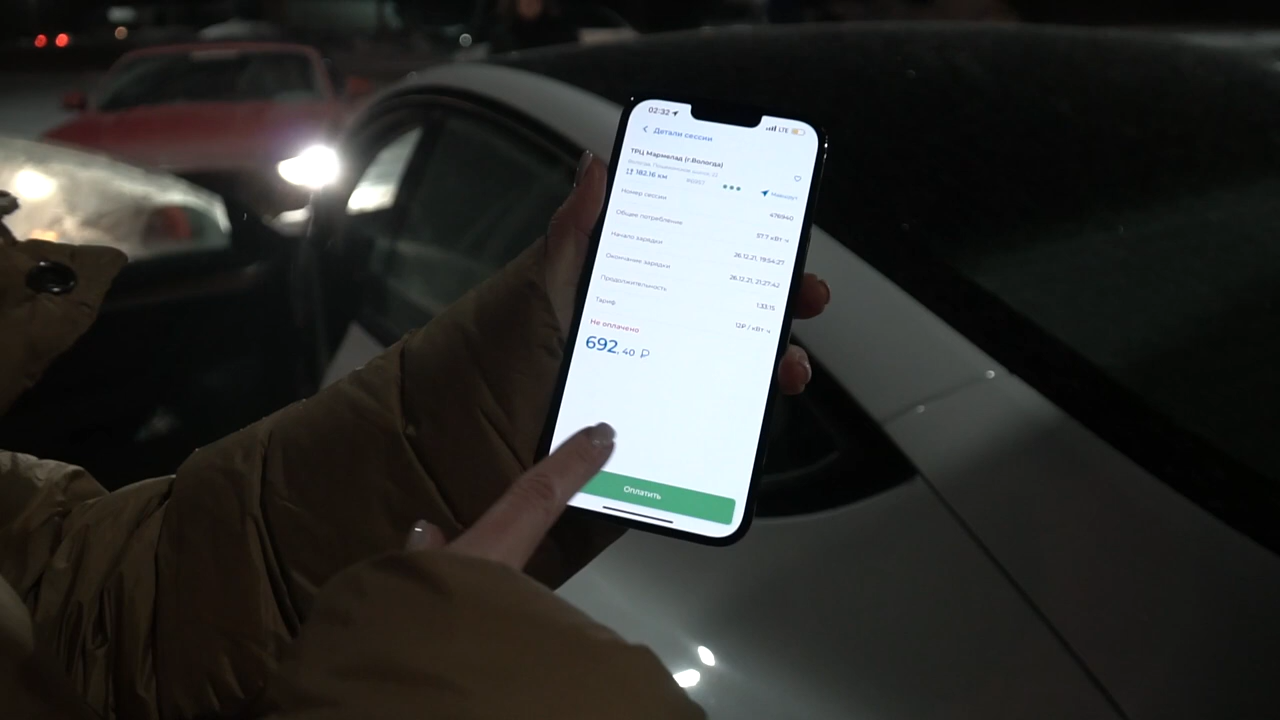 02:32
LTE
Детали сессии
ТРЦ Мармелад (г.Вологда)
182.16 км
Маршрут
Номер сессии 478940
Общее потребление 57.7 кВт·ч
Начало зарядки 26.12.21, 19:54:27
Окончание зарядки 26.12.21, 21:27:42
Продолжительность 1:33:15
Тариф 12₽ / кВт·ч
Не оплачено
692, 40 ₽
Оплатить